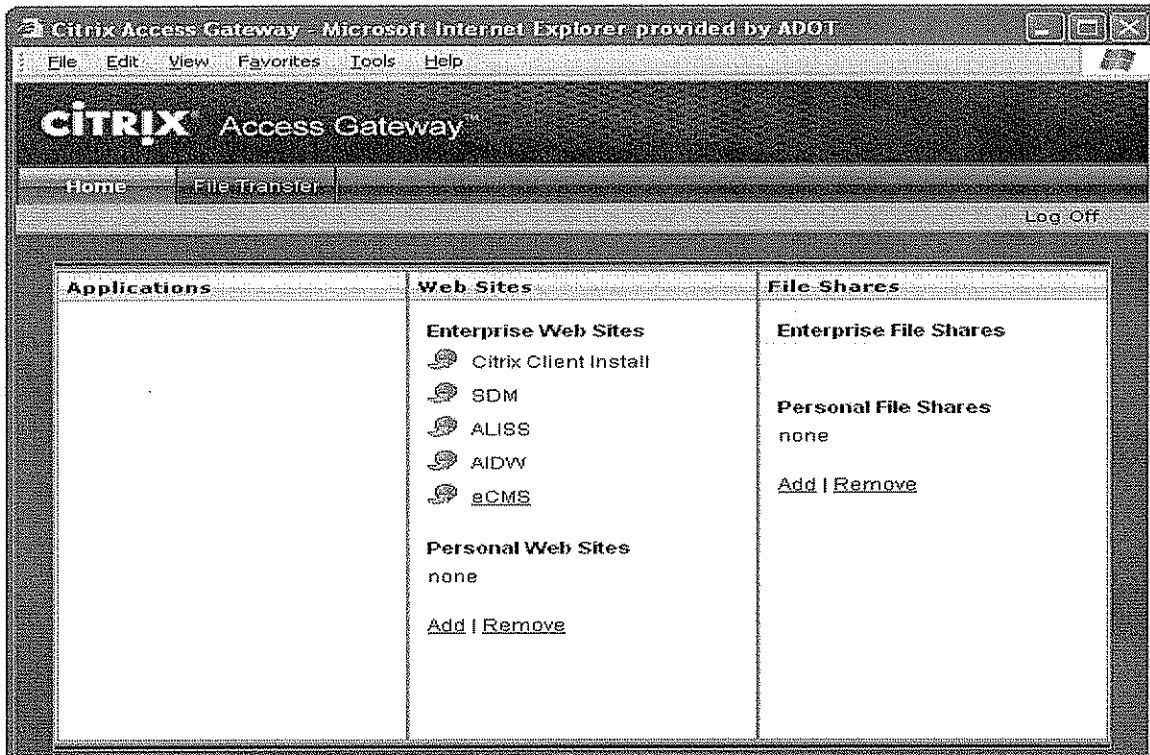 Citrix Access Gateway - Microsoft Internet Explorer provided by ADOT
File Edit View Favorites Tools Help
CITRIX® Access Gateway™
Home File Transfer
Log Off
Applications
Web Sites
Enterprise Web Sites
Citrix Client Install
SDM
ALISS
AIDW
eCMS
Personal Web Sites
none
Add | Remove
File Shares
Enterprise File Shares
Personal File Shares
none
Add | Remove